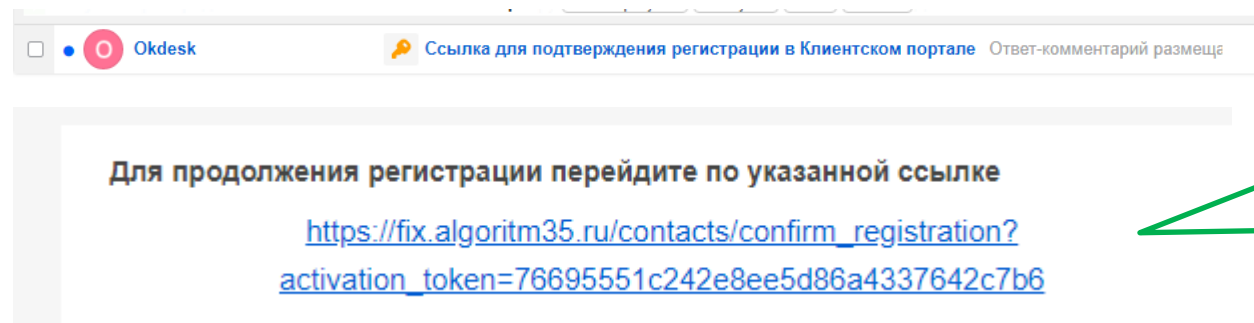 Okdesk Ссылка для подтверждения регистрации в Клиентском портале Ответ-комментарий размеща
Для продолжения регистрации перейдите по указанной ссылке
https://fix.algoritm35.ru/contacts/confirm_registration?
activation_token=76695551c242e8ee5d86a4337642c7b6